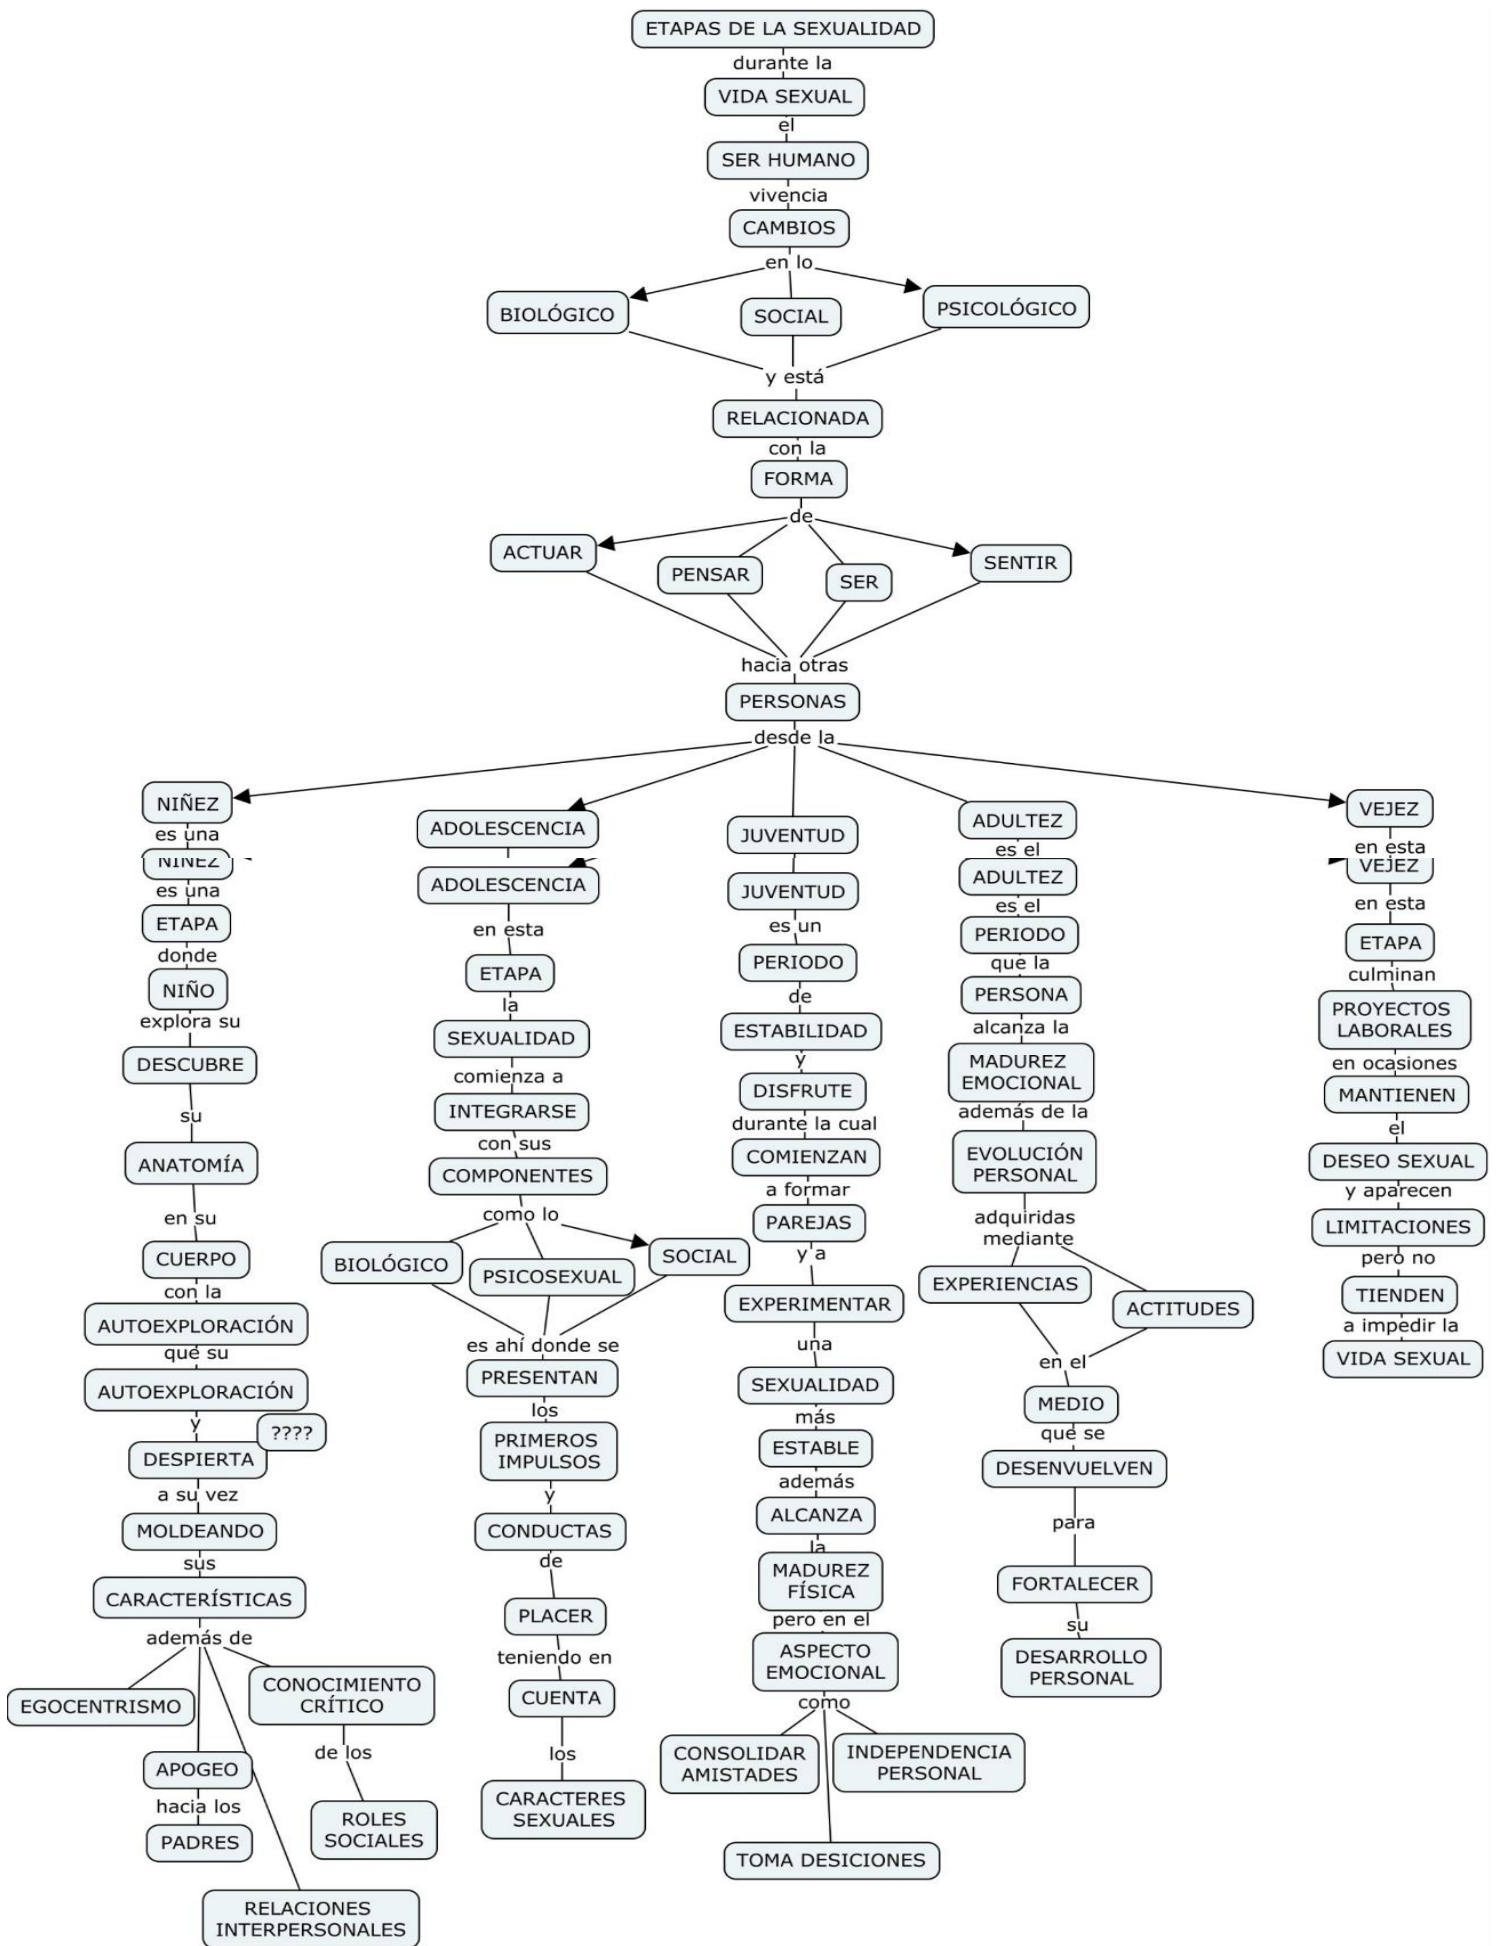 ETAPAS DE LA SEXUALIDAD
durante la
VIDA SEXUAL
el
SER HUMANO
vivencia
CAMBIOS
en lo
BIOLÓGICO
SOCIAL
PSICOLÓGICO
y está
RELACIONADA
con la
FORMA
de
ACTUAR
PENSAR
SER
SENTIR
hacia otras
PERSONAS
desde la
NIÑEZ
es una
NIÑEZ
es una
ETAPA
donde
NIÑO
explora su
DESCUBRE
su
ANATOMÍA
en su
CUERPO
con la
AUTOEXPLORACIÓN
que su
AUTOEXPLORACIÓN
y
????
DESPIERTA
a su vez
MOLDEANDO
sus
CARACTERÍSTICAS
además de
EGOCENTRISMO
APOGEO
hacia los
PADRES
CONOCIMIENTO
CRÍTICO
de los
ROLES
SOCIALES
RELACIONES
INTERPERSONALES
ADOLESCENCIA
ADOLESCENCIA
en esta
ETAPA
la
SEXUALIDAD
comienza a
INTEGRARSE
con sus
COMPONENTES
como lo
BIOLÓGICO
PSICOSEXUAL
SOCIAL
es ahí donde se
PRESENTAN
los
PRIMEROS
IMPULSOS
y
CONDUCTAS
de
PLACER
teniendo en
CUENTA
los
CARACTERES
SEXUALES
JUVENTUD
JUVENTUD
es un
PERIODO
de
ESTABILIDAD
y
DISFRUTE
durante la cual
COMIENZAN
a formar
PAREJAS
y a
EXPERIMENTAR
una
SEXUALIDAD
más
ESTABLE
además
ALCANZA
la
MADUREZ
FÍSICA
pero en el
ASPECTO
EMOCIONAL
como
CONSOLIDAR
AMISTADES
INDEPENDENCIA
PERSONAL
TOMA DESICIONES
ADULTEZ
es el
ADULTEZ
es el
PERIODO
que la
PERSONA
alcanza la
MADUREZ
EMOCIONAL
además de la
EVOLUCIÓN
PERSONAL
adquiridas
mediante
EXPERIENCIAS
ACTITUDES
en el
MEDIO
que se
DESENVUELVEN
para
FORTALECER
su
DESARROLLO
PERSONAL
VEJEZ
en esta
VEJEZ
en esta
ETAPA
culminan
PROYECTOS
LABORALES
en ocasiones
MANTIENEN
el
DESEO SEXUAL
y aparecen
LIMITACIONES
pero no
TIENDEN
a impedir la
VIDA SEXUAL